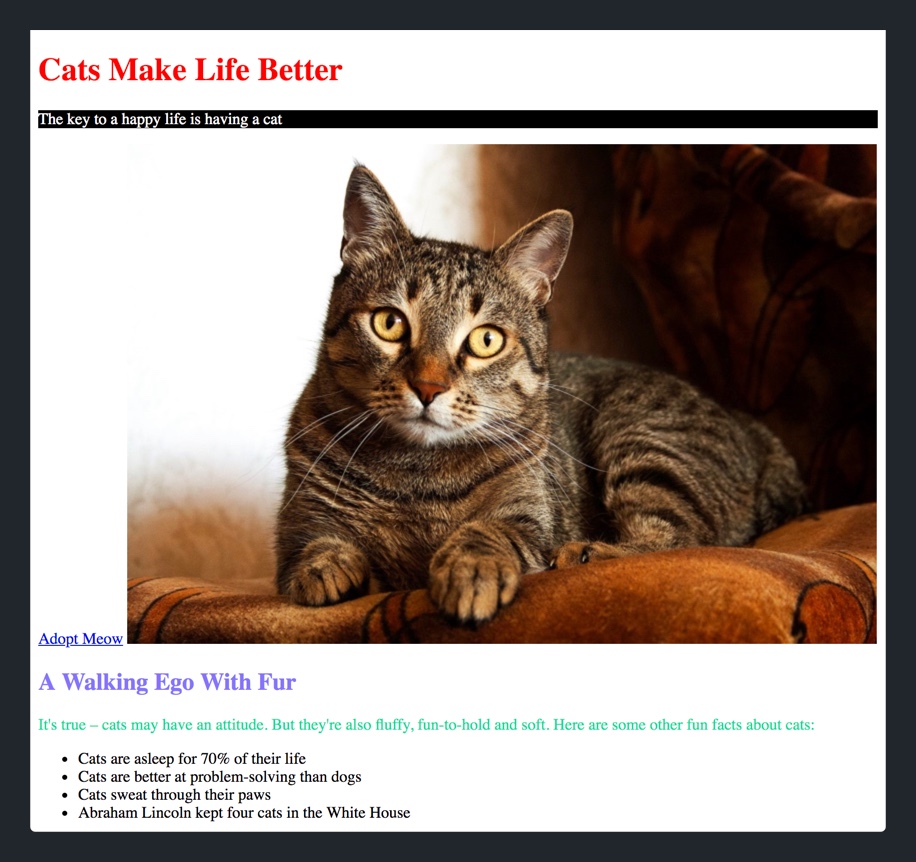 Cats Make Life Better
The key to a happy life is having a cat
Adopt Meow
A Walking Ego With Fur
It's true – cats may have an attitude. But they're also fluffy, fun-to-hold and soft. Here are some other fun facts about cats:
• Cats are asleep for 70% of their life
• Cats are better at problem-solving than dogs
• Cats sweat through their paws
• Abraham Lincoln kept four cats in the White House